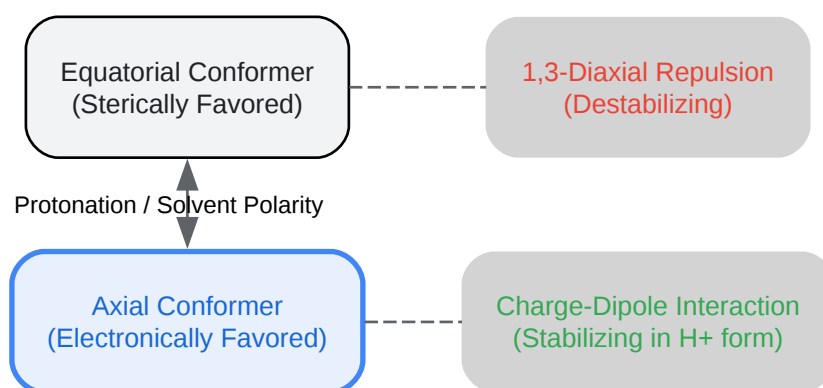 Equatorial Conformer
(Sterically Favored)
1,3-Diaxial Repulsion
(Destabilizing)
Protonation / Solvent Polarity
Axial Conformer
(Electronically Favored)
Charge-Dipole Interaction
(Stabilizing in H+ form)